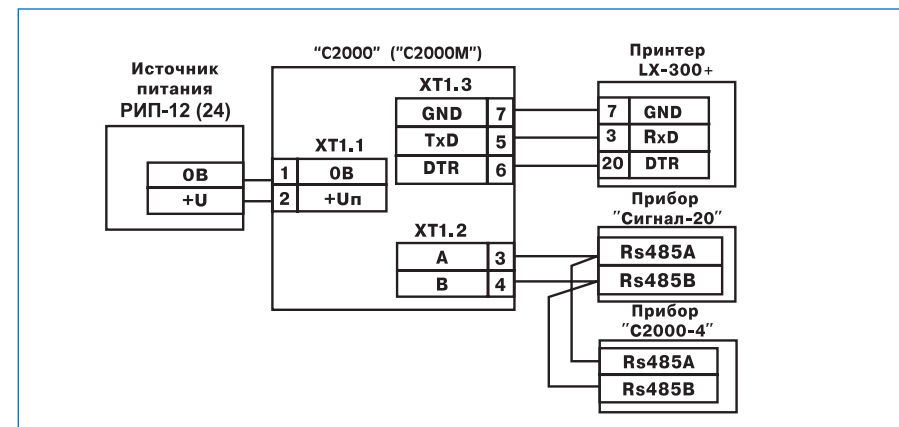 Источник
питания
РИП-12 (24)
0В
+U
"С2000" ("С2000М")
XT1.1
1 0В
2 +Uп
XT1.3
GND 7
TxD 5
DTR 6
XT1.2
A 3
B 4
Принтер
LX-300+
7 GND
3 RxD
20 DTR
Прибор
"Сигнал-20"
Rs485A
Rs485B
Прибор
"С2000-4"
Rs485A
Rs485B